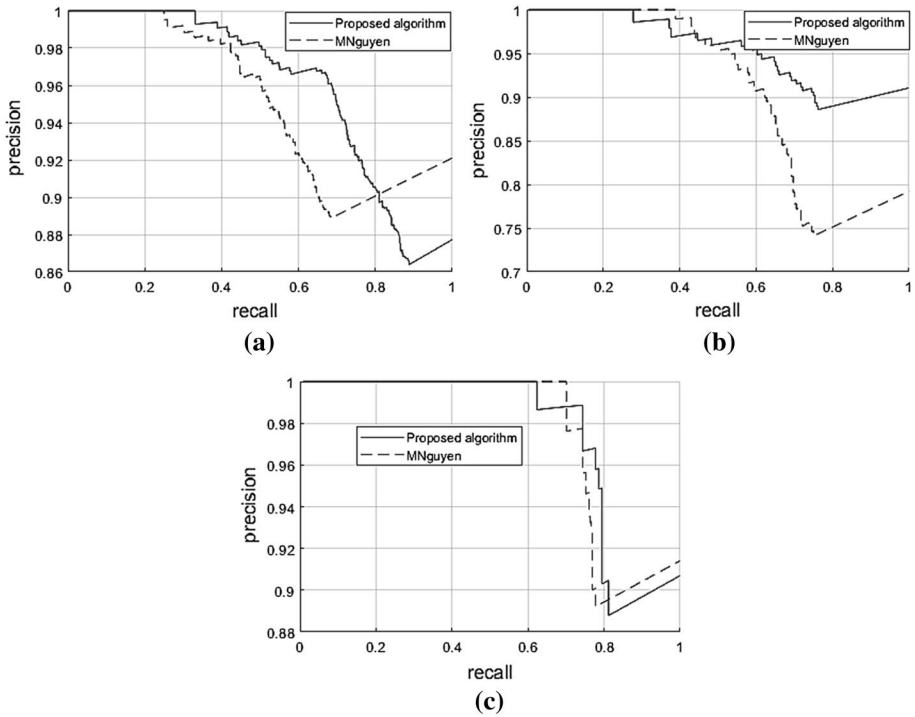 1
0.98
0.96
0.94
0.92
0.9
0.88
0.86
precision
Proposed algorithm
MNguyen
0
0.2
0.4
0.6
0.8
1
recall
(a)
1
0.95
0.9
0.85
0.8
0.75
0.7
precision
Proposed algorithm
MNguyen
0
0.2
0.4
0.6
0.8
1
recall
(b)
1
0.98
0.96
0.94
0.92
0.9
0.88
precision
Proposed algorithm
MNguyen
0
0.2
0.4
0.6
0.8
1
recall
(c)